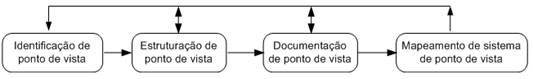 Identificação de
ponto de vista
Estruturação de
ponto de vista
Documentação
de ponto de vista
Mapeamento de sistema
de ponto de vista